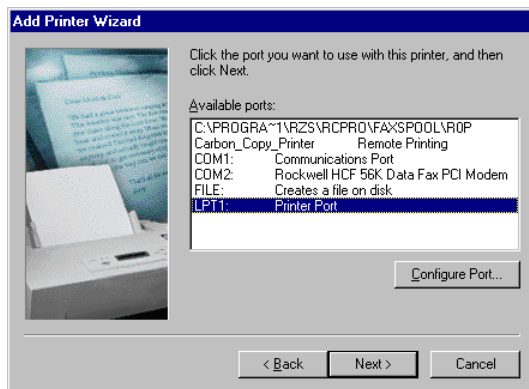 Add Printer Wizard
Click the port you want to use with this printer, and then
click Next.
Available ports:
C:\PROGRA~1\RZS\RCPRO\FAXSPOOL\R0P
Carbon_Copy_Printer Remote Printing
COM1: Communications Port
COM2: Rockwell HCF 56K Data Fax PCI Modem
FILE: Creates a file on disk
LPT1: Printer Port
Configure Port...
< Back
Next >
Cancel